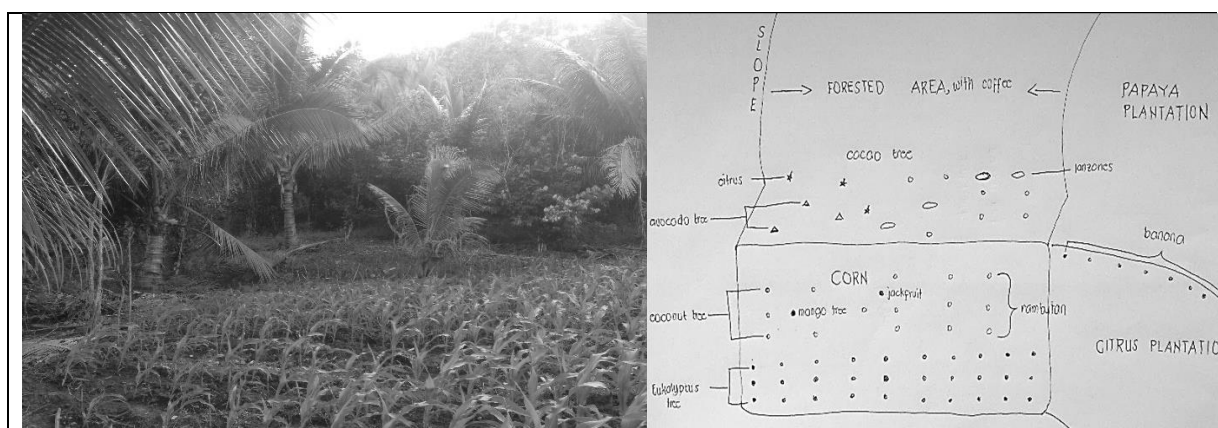 SLOPE
FORESTED AREA, with coffee
PAPAYA
PLANTATION
cacao tree
citrus
lanzones
avocado tree
banana
CORN
jackfruit
coconut tree
mango tree
rambutan
CITRUS PLANTATIO
Eukalyptus
tree